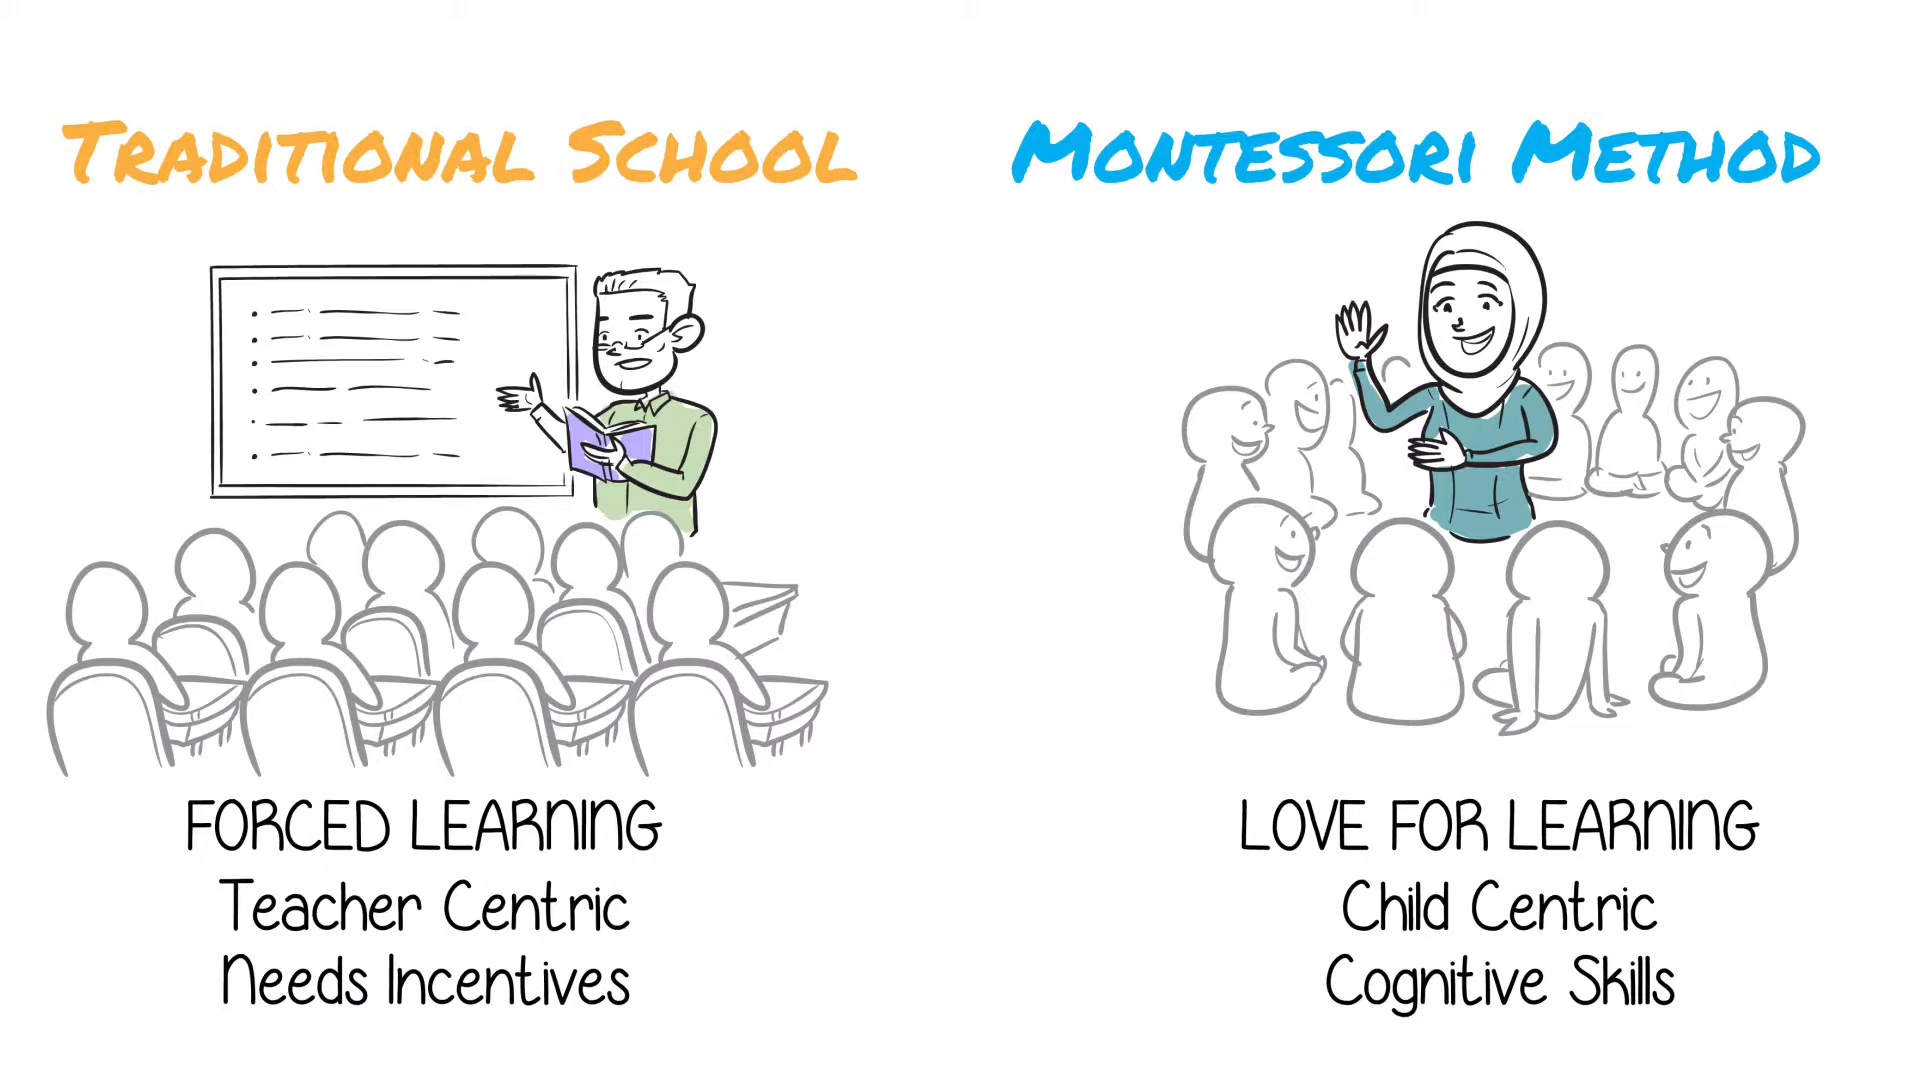 TRADITIONAL SCHOOL
FORCED LEARNING
Teacher Centric
Needs Incentives
MONTESSORI METHOD
LOVE FOR LEARNING
Child Centric
Cognitive Skills